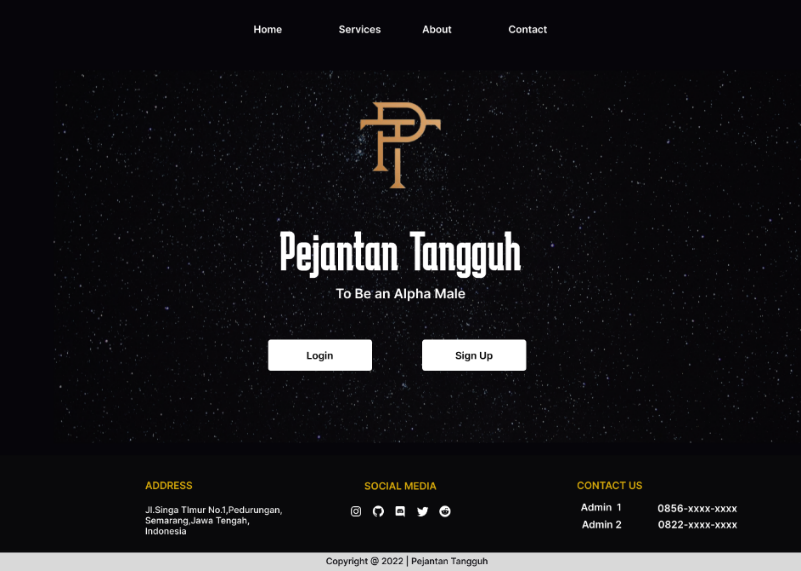 Home Services About Contact
PT
Pejantan Tangguh
To Be an Alpha Male
Login Sign Up
ADDRESS
Jl.Singa TImur No.1,Pedurungan,
Semarang,Jawa Tengah,
Indonesia
SOCIAL MEDIA
CONTACT US
Admin 1 0856-xxxx-xxxx
Admin 2 0822-xxxx-xxxx
Copyright @ 2022 | Pejantan Tangguh